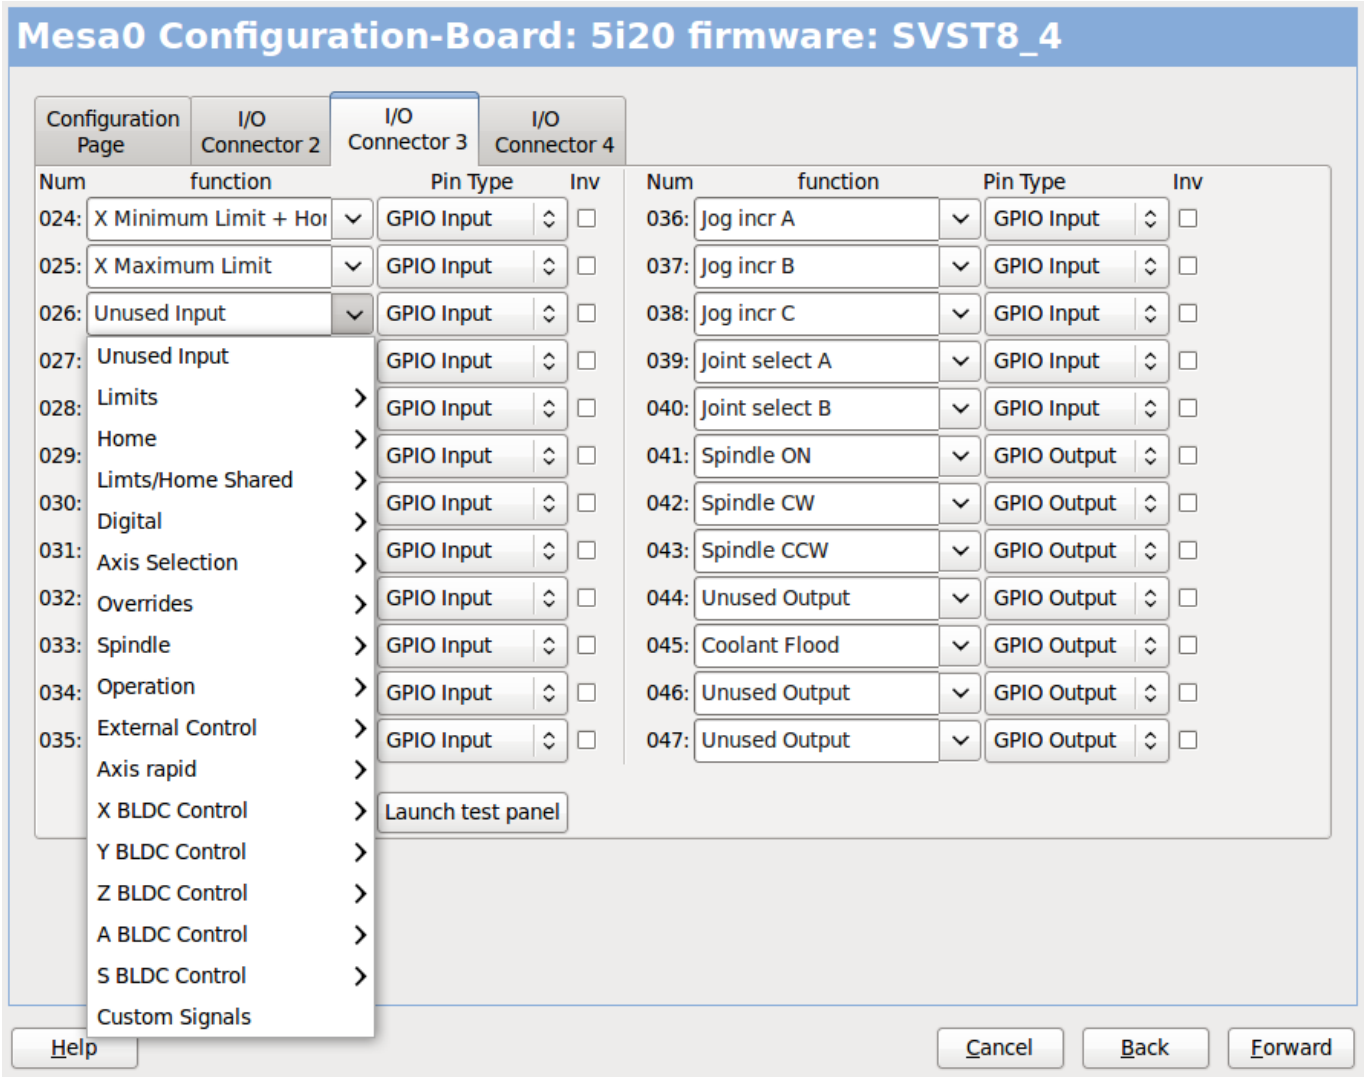 Mesa0 Configuration-Board: 5i20 firmware: SVST8_4
Configuration Page
I/O Connector 2
I/O Connector 3
I/O Connector 4
Num function Pin Type Inv
Num function Pin Type Inv
024: X Minimum Limit + Hor GPIO Input
025: X Maximum Limit GPIO Input
026: Unused Input GPIO Input
027: GPIO Input
028: GPIO Input
029: GPIO Input
030: GPIO Input
031: GPIO Input
032: GPIO Input
033: GPIO Input
034: GPIO Input
035: GPIO Input
Unused Input
Limits
Home
Limts/Home Shared
Digital
Axis Selection
Overrides
Spindle
Operation
External Control
Axis rapid
X BLDC Control
Y BLDC Control
Z BLDC Control
A BLDC Control
S BLDC Control
Custom Signals
Launch test panel
036: Jog incr A GPIO Input
037: Jog incr B GPIO Input
038: Jog incr C GPIO Input
039: Joint select A GPIO Input
040: Joint select B GPIO Input
041: Spindle ON GPIO Output
042: Spindle CW GPIO Output
043: Spindle CCW GPIO Output
044: Unused Output GPIO Output
045: Coolant Flood GPIO Output
046: Unused Output GPIO Output
047: Unused Output GPIO Output
Help
Cancel
Back
Forward